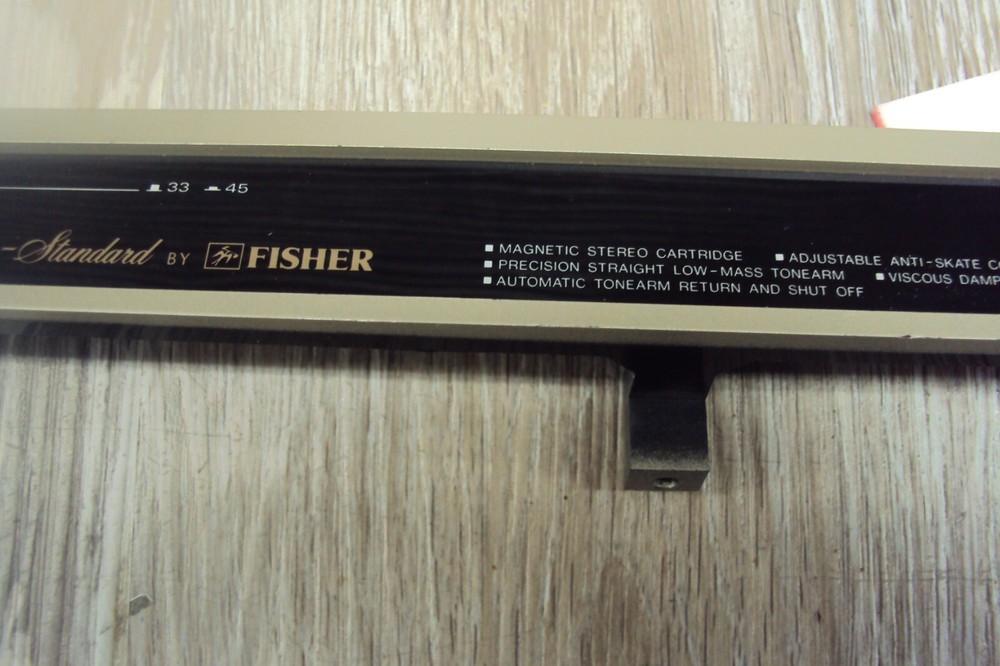 33 45
Standard BY FISHER
■ MAGNETIC STEREO CARTRIDGE ■ ADJUSTABLE ANTI-SKATE
■ PRECISION STRAIGHT LOW-MASS TONEARM ■ VISCOUS DAMP
■ AUTOMATIC TONEARM RETURN AND SHUT OFF